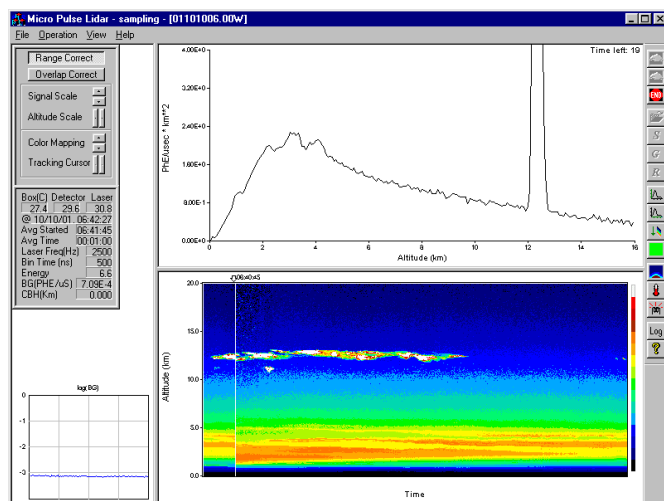 Micro Pulse Lidar - sampling - [01101006.00W]
File Operation View Help
Range Correct
Overlap Correct
Signal Scale
Altitude Scale
Color Mapping
Tracking Cursor
Box(C) Detector Laser
27.4 29.6 30.8
@ 10/10/01. 06:42:27
Avg Started 06:41:45
Avg Time 00:01:00
Laser Freq(Hz) 2500
Bin Time (ns) 500
Energy 6.6
BG(PHE/uS) 7.09E-4
CBH(Km) 0.000
log(BG)
0
-1
-2
-3
Time left: 19
PhE/usec * km**2
4.00E+0
3.20E+0
2.40E+0
1.60E+0
8.00E-1
0.00E+0
0 2 4 6 8 10 12 14 16
Altitude (km)
06:40:45
Altitude (km)
20.0
15.0
10.0
5.0
0.0
Time
END
S
G
R
Log
?